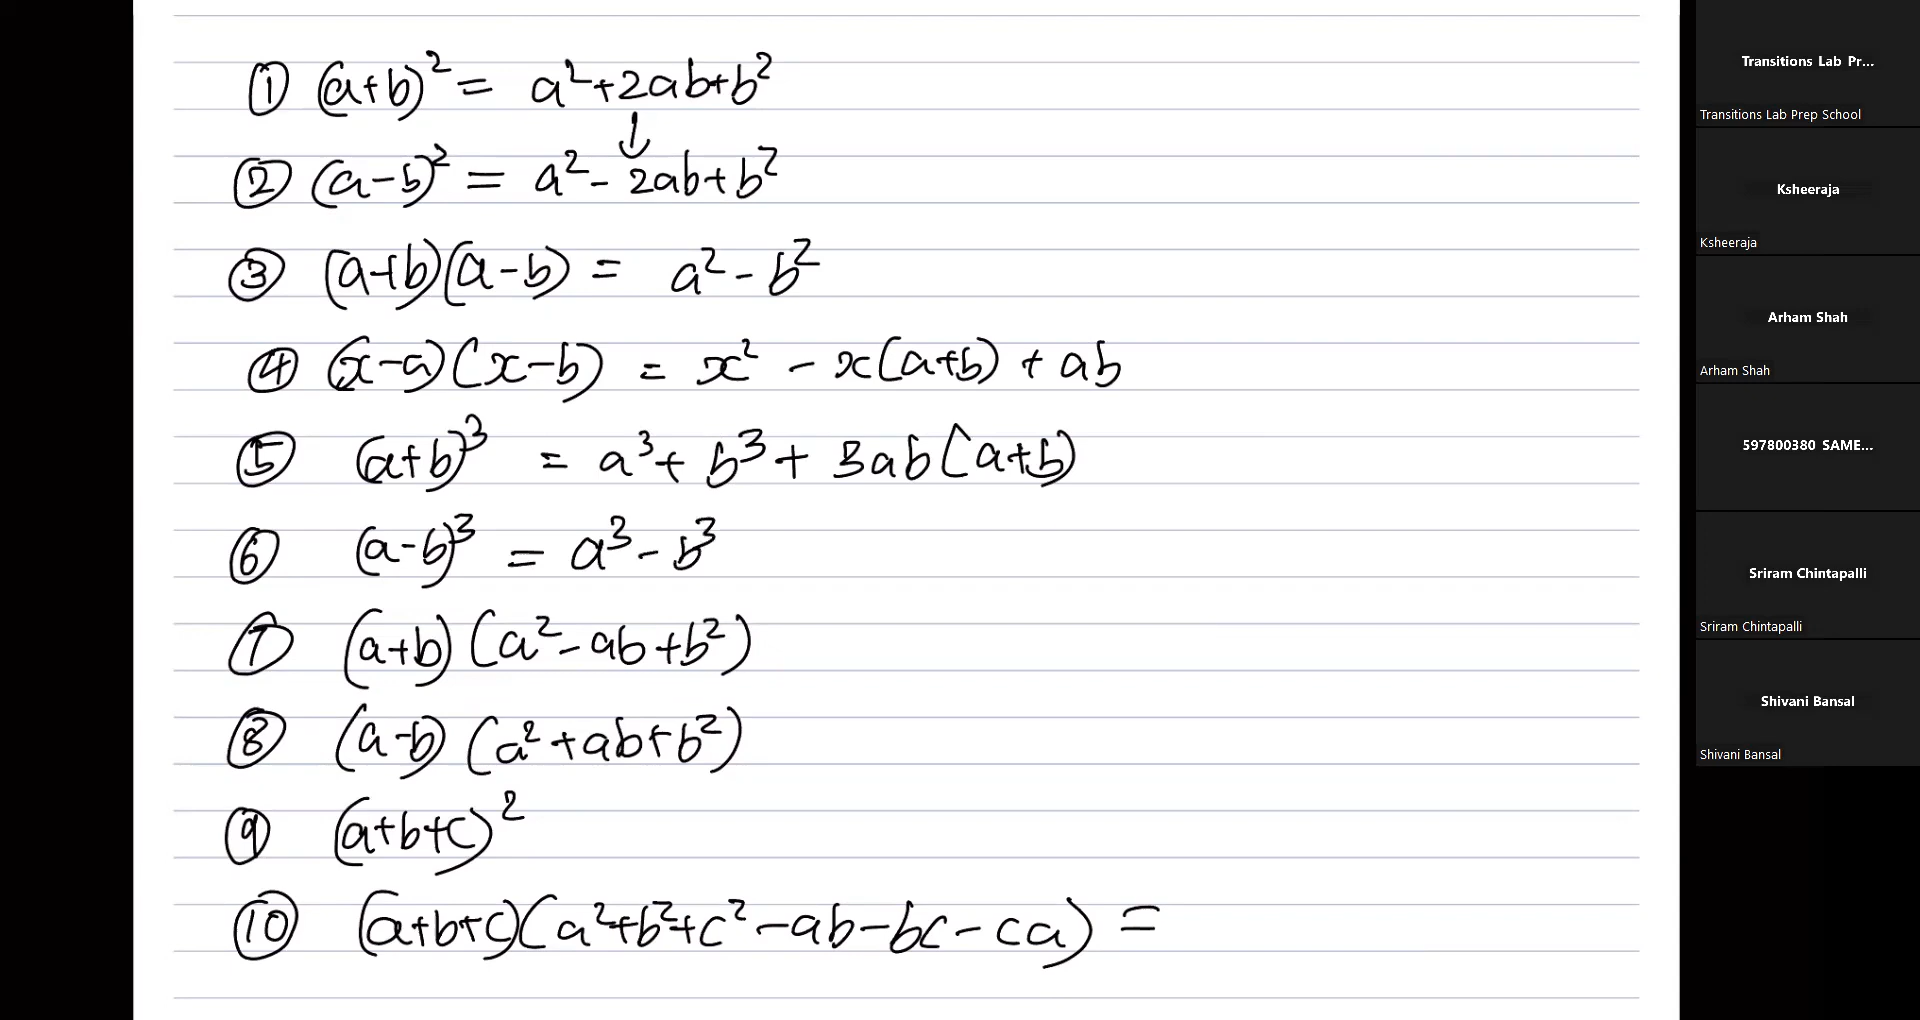 ① (a+b)² = a²+2ab+b²
↓
② (a-b)² = a²- 2ab+b²
③ (a+b)(a-b) = a²-b²
④ (x-a)(x-b) = x² - x(a+b) + ab
⑤ (a+b)³ = a³+ b³+ 3ab(a+b)
⑥ (a-b)³ = a³-b³
⑦ (a+b)(a²-ab+b²)
⑧ (a-b)(a²+ab+b²)
⑨ (a+b+c)²
⑩ (a+b+c)(a²+b²+c²-ab-bc-ca) =
Transitions Lab Pr...
Transitions Lab Prep School
Ksheeraja
Ksheeraja
Arham Shah
Arham Shah
597800380 SAME...
Sriram Chintapalli
Sriram Chintapalli
Shivani Bansal
Shivani Bansal